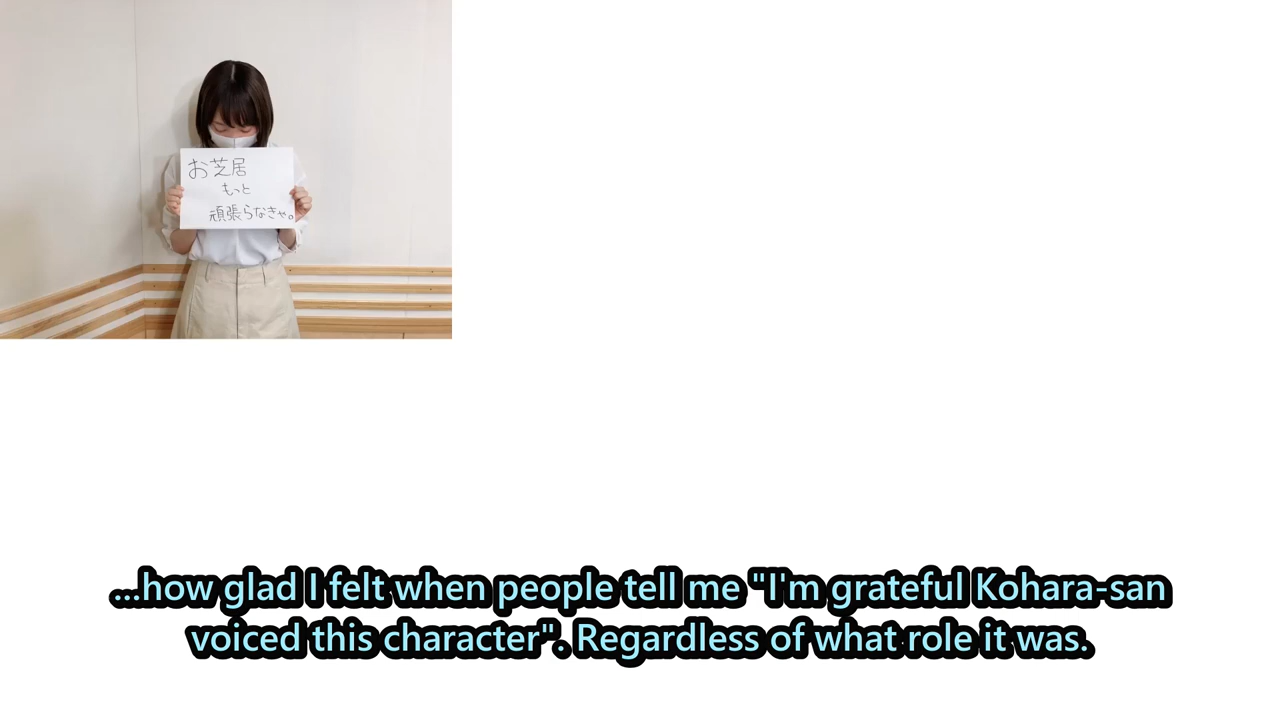 お芝居
もっと
頑張らなきゃ。
...how glad I felt when people tell me "I'm grateful Kohara-san
voiced this character". Regardless of what role it was.